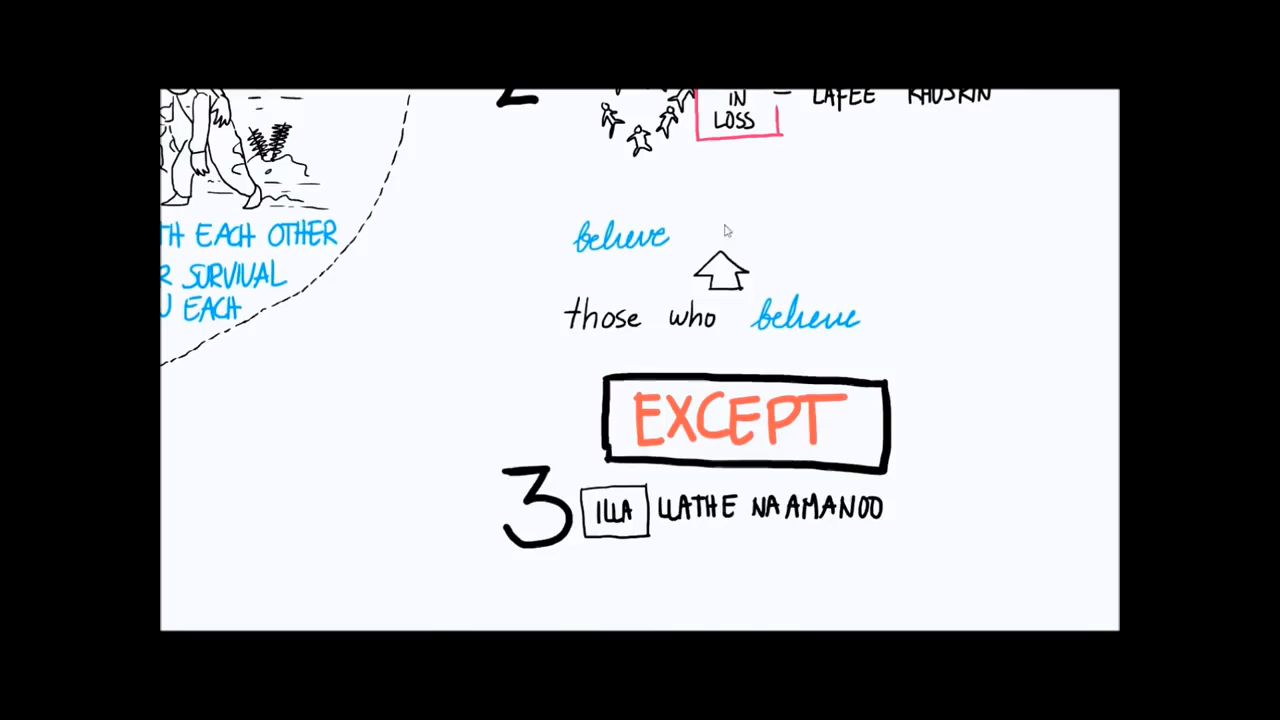 IN
LOSS
LAFEE KHUSRIN
TH EACH OTHER
R SURVIVAL
U EACH
believe
those who believe
EXCEPT
3 ILLA LLATHE NA AMANOO